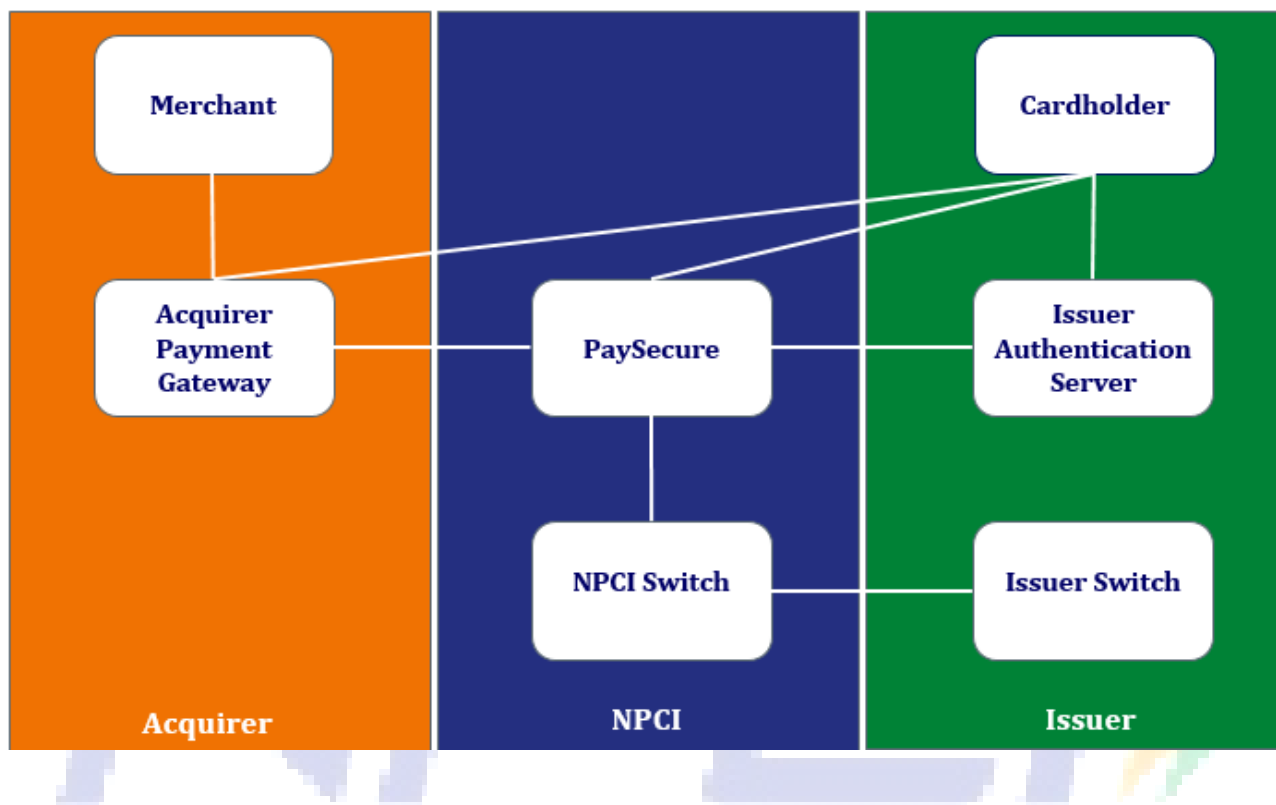 Merchant
Cardholder
Acquirer
Payment
Gateway
PaySecure
Issuer
Authentication
Server
NPCI Switch
Issuer Switch
Acquirer
NPCI
Issuer